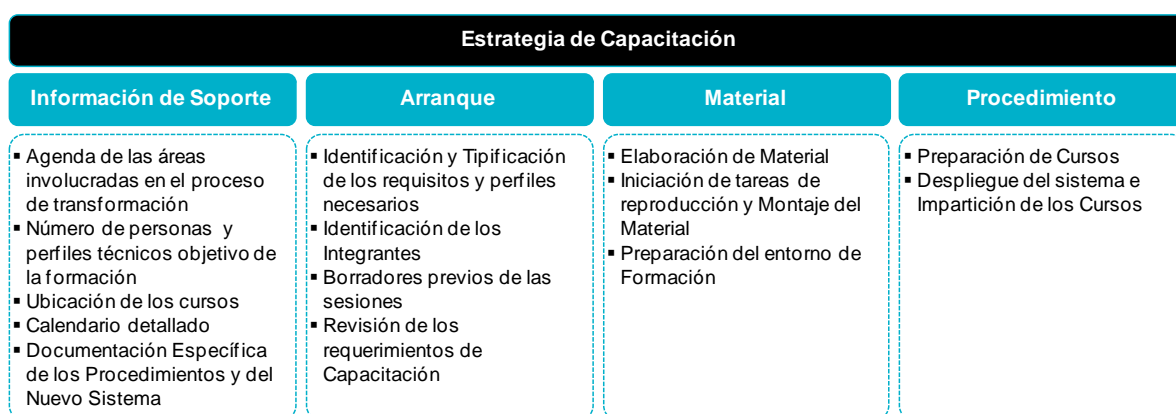 Estrategia de Capacitación
Información de Soporte
▪ Agenda de las áreas
involucradas en el proceso
de transformación
▪ Número de personas y
perfiles técnicos objetivo de
la formación
▪ Ubicación de los cursos
▪ Calendario detallado
▪ Documentación Específica
de los Procedimientos y del
Nuevo Sistema
Arranque
▪ Identificación y Tipificación
de los requisitos y perfiles
necesarios
▪ Identificación de los
Integrantes
▪ Borradores previos de las
sesiones
▪ Revisión de los
requerimientos de
Capacitación
Material
▪ Elaboración de Material
▪ Iniciación de tareas de
reproducción y Montaje del
Material
▪ Preparación del entorno de
Formación
Procedimiento
▪ Preparación de Cursos
▪ Despliegue del sistema e
Impartición de los Cursos